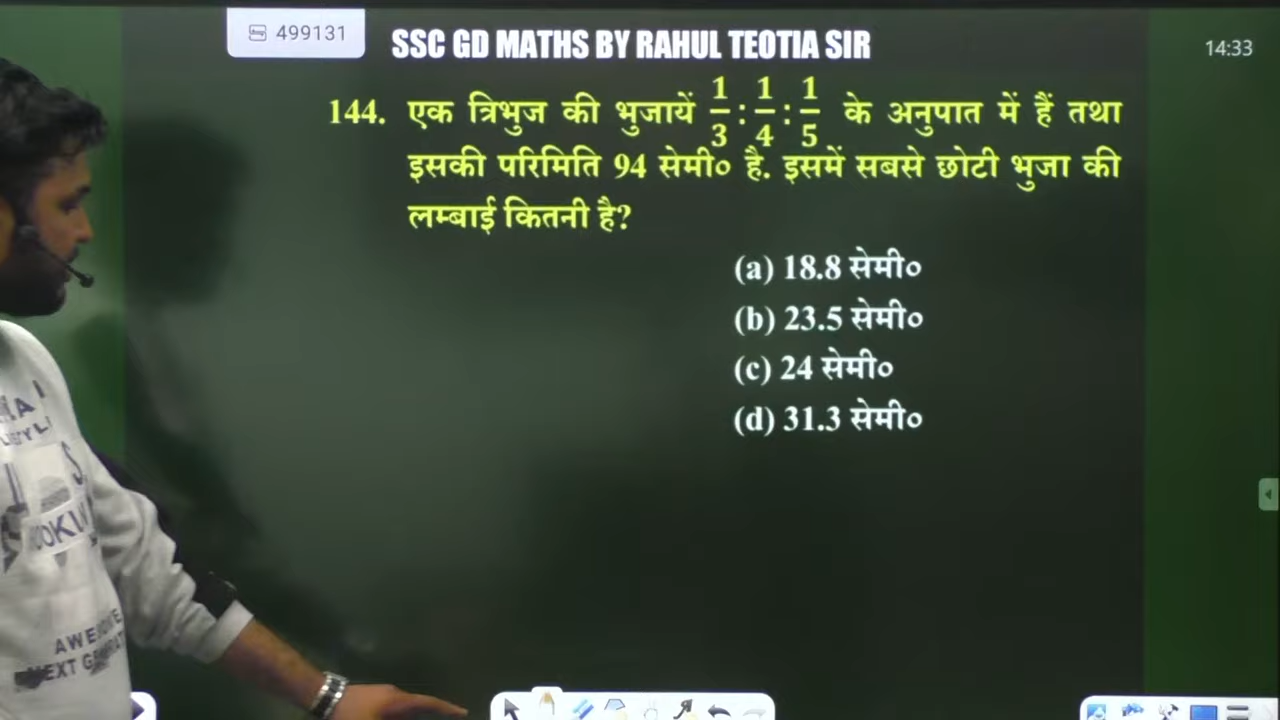 499131
SSC GD MATHS BY RAHUL TEOTIA SIR
14:33
144. एक त्रिभुज की भुजायें 1/3 : 1/4 : 1/5 के अनुपात में हैं तथा
इसकी परिमिति 94 सेमी० है. इसमें सबसे छोटी भुजा की
लम्बाई कितनी है?
(a) 18.8 सेमी०
(b) 23.5 सेमी०
(c) 24 सेमी०
(d) 31.3 सेमी०